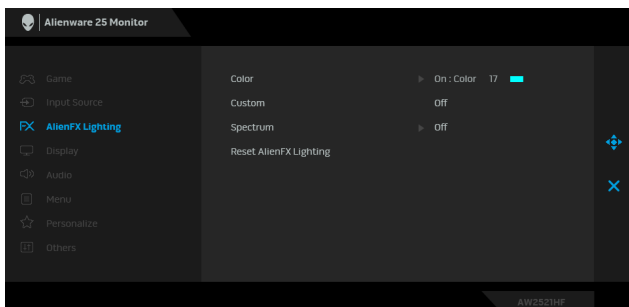 Alienware 25 Monitor
Game
Input Source
FX AlienFX Lighting
Display
Audio
Menu
Personalize
Others
Color On : Color 17
Custom Off
Spectrum Off
Reset AlienFX Lighting
AW2521HF